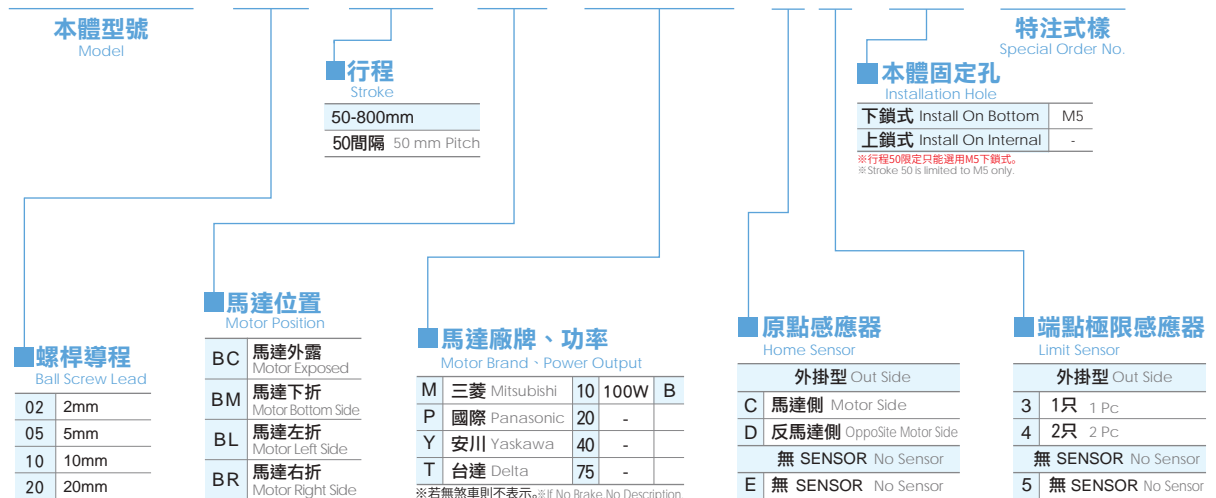 本體型號
Model
特注式樣
Special Order No.
■行程
Stroke
50-800mm
50間隔 50 mm Pitch
■本體固定孔
Installation Hole
下鎖式 Install On Bottom M5
上鎖式 Install On Internal -
※行程50限定只能選用M5下鎖式。
※Stroke 50 is limited to M5 only.
■螺桿導程
Ball Screw Lead
02 2mm
05 5mm
10 10mm
20 20mm
■馬達位置
Motor Position
BC 馬達外露
Motor Exposed
BM 馬達下折
Motor Bottom Side
BL 馬達左折
Motor Left Side
BR 馬達右折
Motor Right Side
■馬達廠牌、功率
Motor Brand、Power Output
M 三菱 Mitsubishi 10 100W B
P 國際 Panasonic 20 -
Y 安川 Yaskawa 40 -
T 台達 Delta 75 -
※若無煞車則不表示。※If No Brake,No Description
■原點感應器
Home Sensor
外掛型 Out Side
C 馬達側 Motor Side
D 反馬達側 OppoSite Motor Side
無 SENSOR No Sensor
E 無 SENSOR No Sensor
■端點極限感應器
Limit Sensor
外掛型 Out Side
3 1只 1 Pc
4 2只 2 Pc
無 SENSOR No Sensor
5 無 SENSOR No Sensor